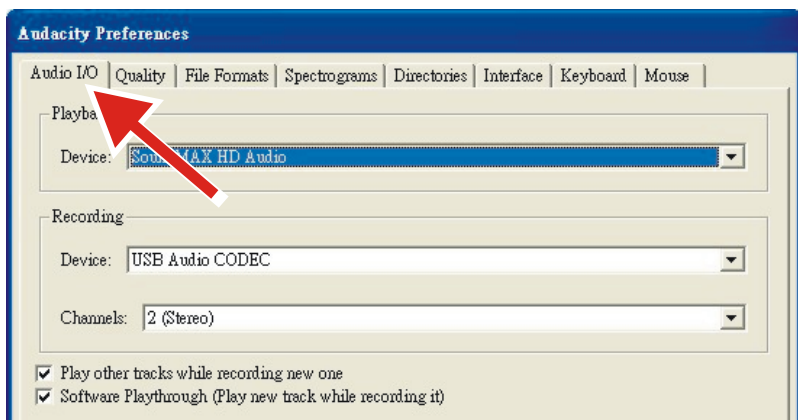 Audacity Preferences
Audio I/O Quality File Formats Spectrograms Directories Interface Keyboard Mouse
Device: MAX HD Audio
Recording
Device: USB Audio CODEC
Channels: 2 (Stereo)
Play other tracks while recording new one
Software Playthrough (Play new track while recording it)